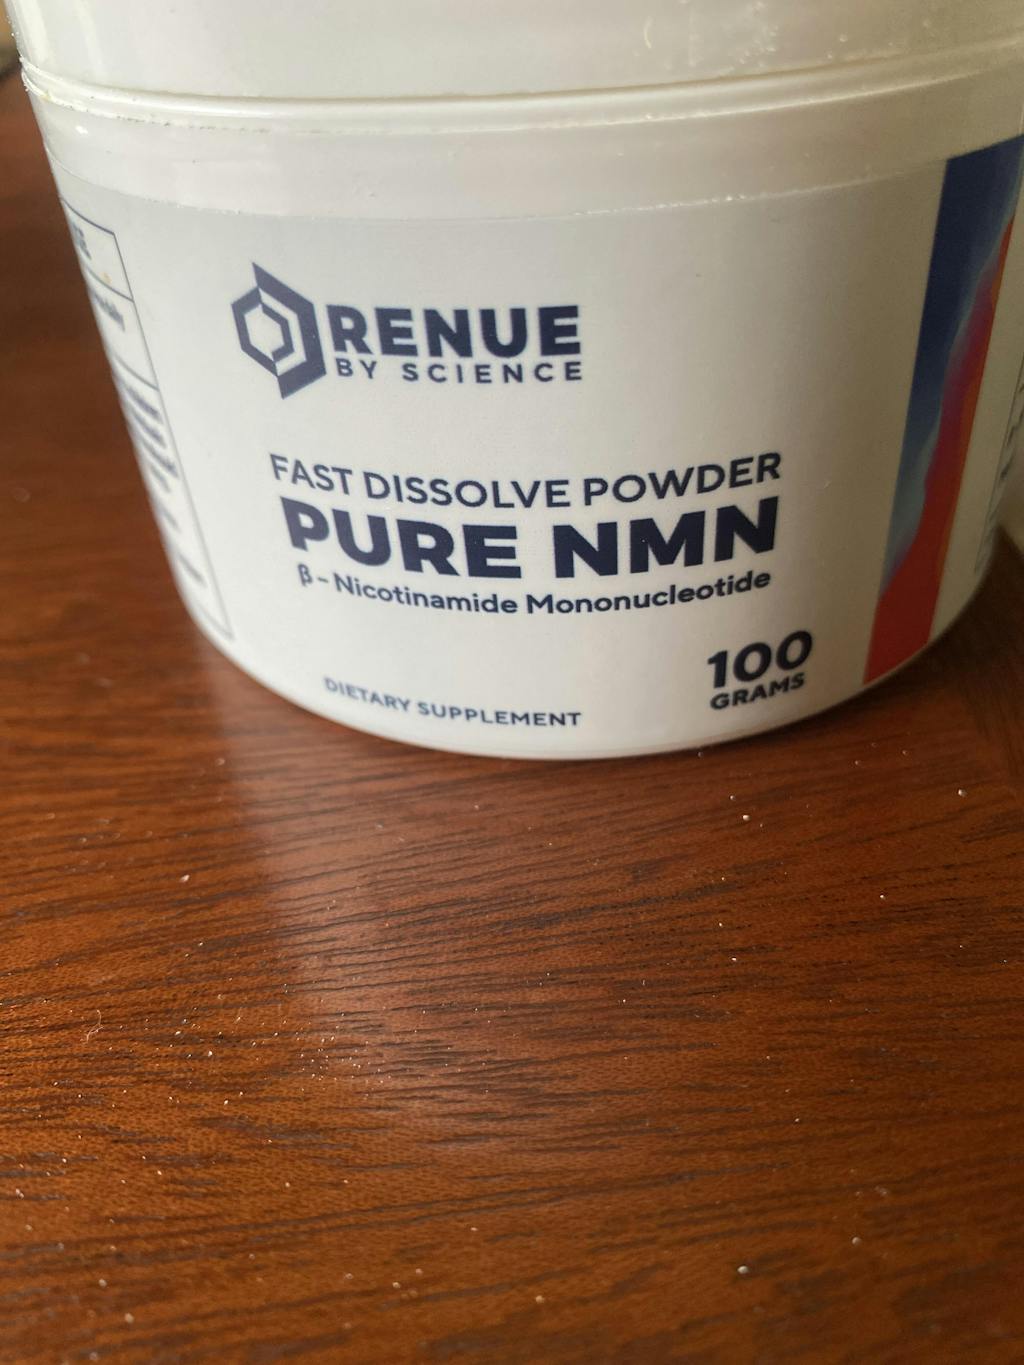 RENUE
BY SCIENCE
FAST DISSOLVE POWDER
PURE NMN
β - Nicotinamide Mononucleotide
100
GRAMS
DIETARY SUPPLEMENT